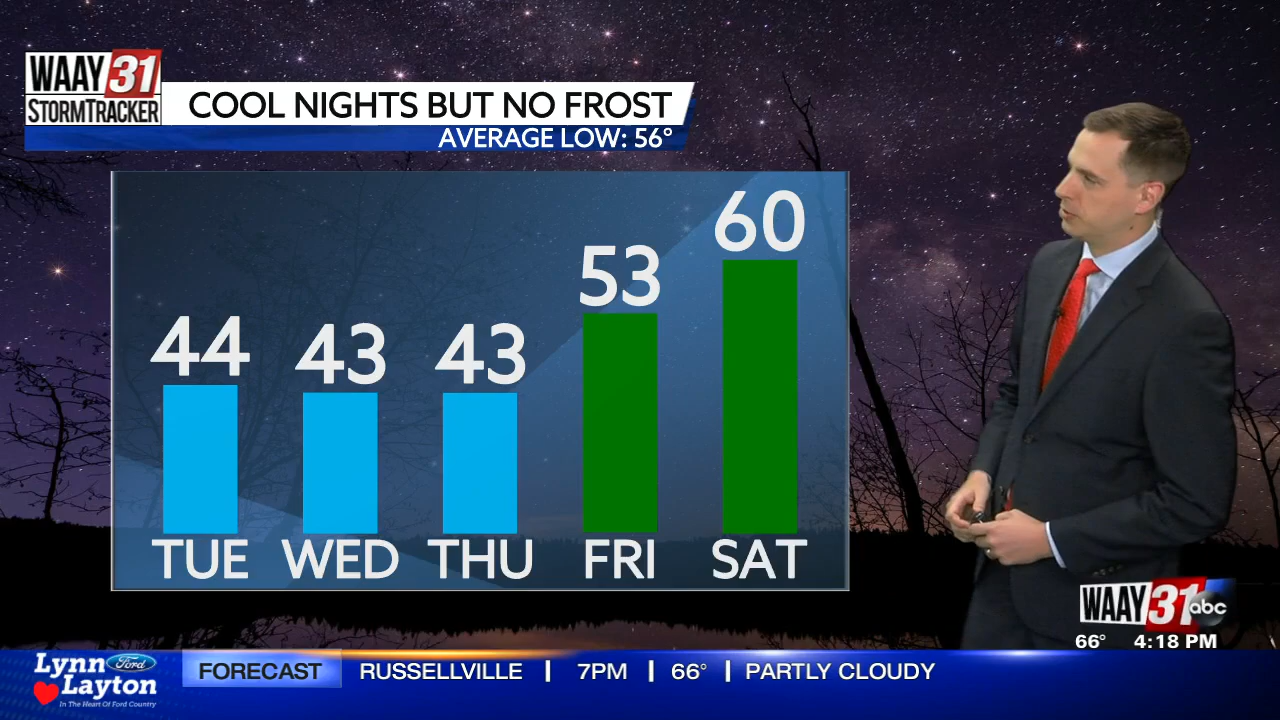 WAAY 31
STORMTRACKER
COOL NIGHTS BUT NO FROST
AVERAGE LOW: 56°
44 43 43 53 60
TUE WED THU FRI SAT
WAAY 31 abc
66° 4:18 PM
Lynn Ford
Layton
In The Heart Of Ford Country
FORECAST RUSSELLVILLE | 7PM | 66° | PARTLY CLOUDY